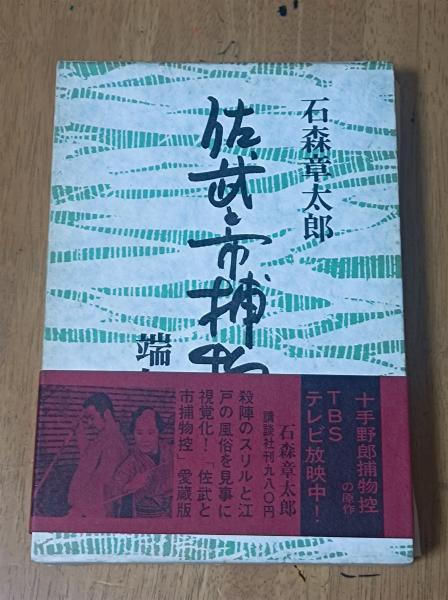 石森章太郎
佐武と市捕物
端
十手野郎捕物控
の原作
TBS
テレビ放映中！
石森章太郎
講談社刊九八〇円
殺陣のスリルと江
戸の風俗を見事に
視覚化！「佐武と
市捕物控」愛蔵版